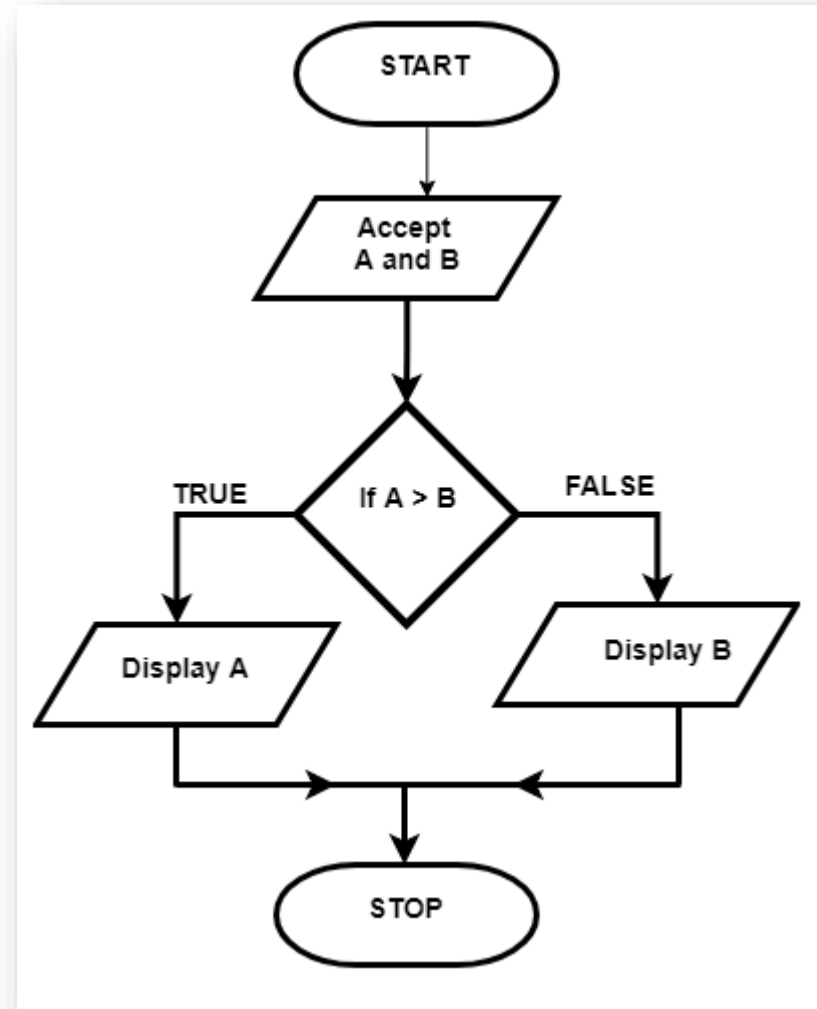 START
Accept
A and B
If A > B
TRUE
FALSE
Display A
Display B
STOP